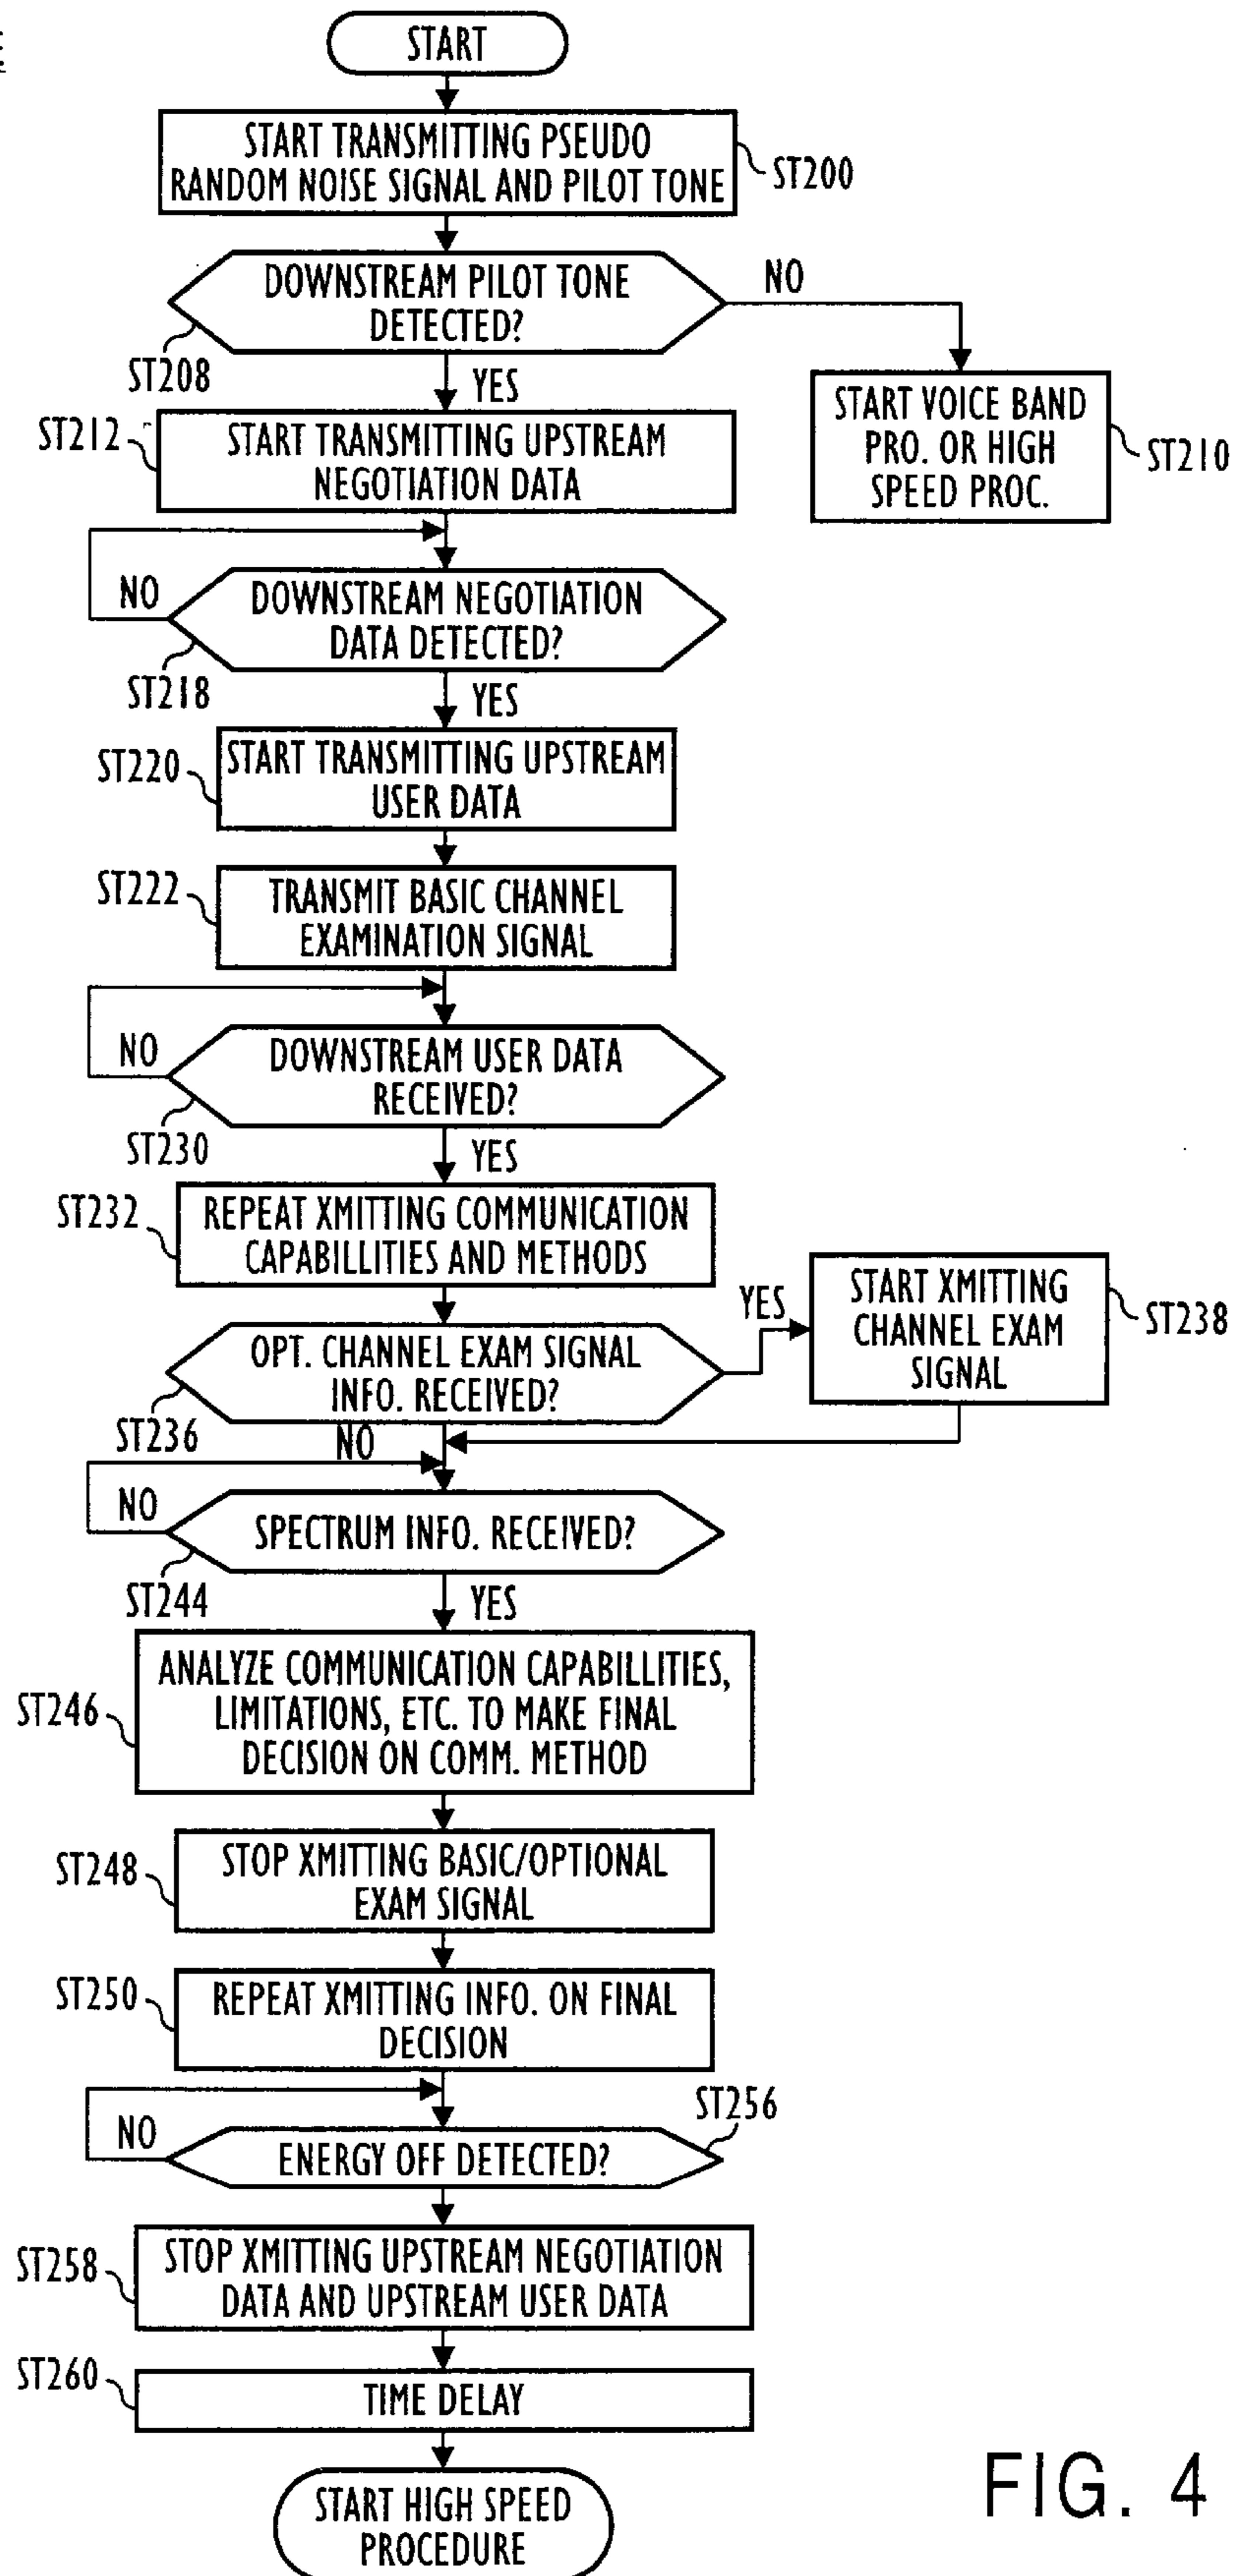 START
START TRANSMITTING PSEUDO
RANDOM NOISE SIGNAL AND PILOT TONE
ST200
DOWNSTREAM PILOT TONE
DETECTED?
NO
ST208
YES
START VOICE BAND
PRO. OR HIGH
SPEED PROC.
ST210
ST212
START TRANSMITTING UPSTREAM
NEGOTIATION DATA
NO
DOWNSTREAM NEGOTIATION
DATA DETECTED?
ST218
YES
ST220
START TRANSMITTING UPSTREAM
USER DATA
ST222
TRANSMIT BASIC CHANNEL
EXAMINATION SIGNAL
NO
DOWNSTREAM USER DATA
RECEIVED?
ST230
YES
ST232
REPEAT XMITTING COMMUNICATION
CAPABILLITIES AND METHODS
YES
START XMITTING
CHANNEL EXAM
SIGNAL
ST238
OPT. CHANNEL EXAM SIGNAL
INFO. RECEIVED?
ST236
NO
NO
SPECTRUM INFO. RECEIVED?
ST244
YES
ST246
ANALYZE COMMUNICATION CAPABILLITIES,
LIMITATIONS, ETC. TO MAKE FINAL
DECISION ON COMM. METHOD
ST248
STOP XMITTING BASIC/OPTIONAL
EXAM SIGNAL
ST250
REPEAT XMITTING INFO. ON FINAL
DECISION
ST256
NO
ENERGY OFF DETECTED?
ST258
STOP XMITTING UPSTREAM NEGOTIATION
DATA AND UPSTREAM USER DATA
ST260
TIME DELAY
START HIGH SPEED
PROCEDURE
FIG. 4